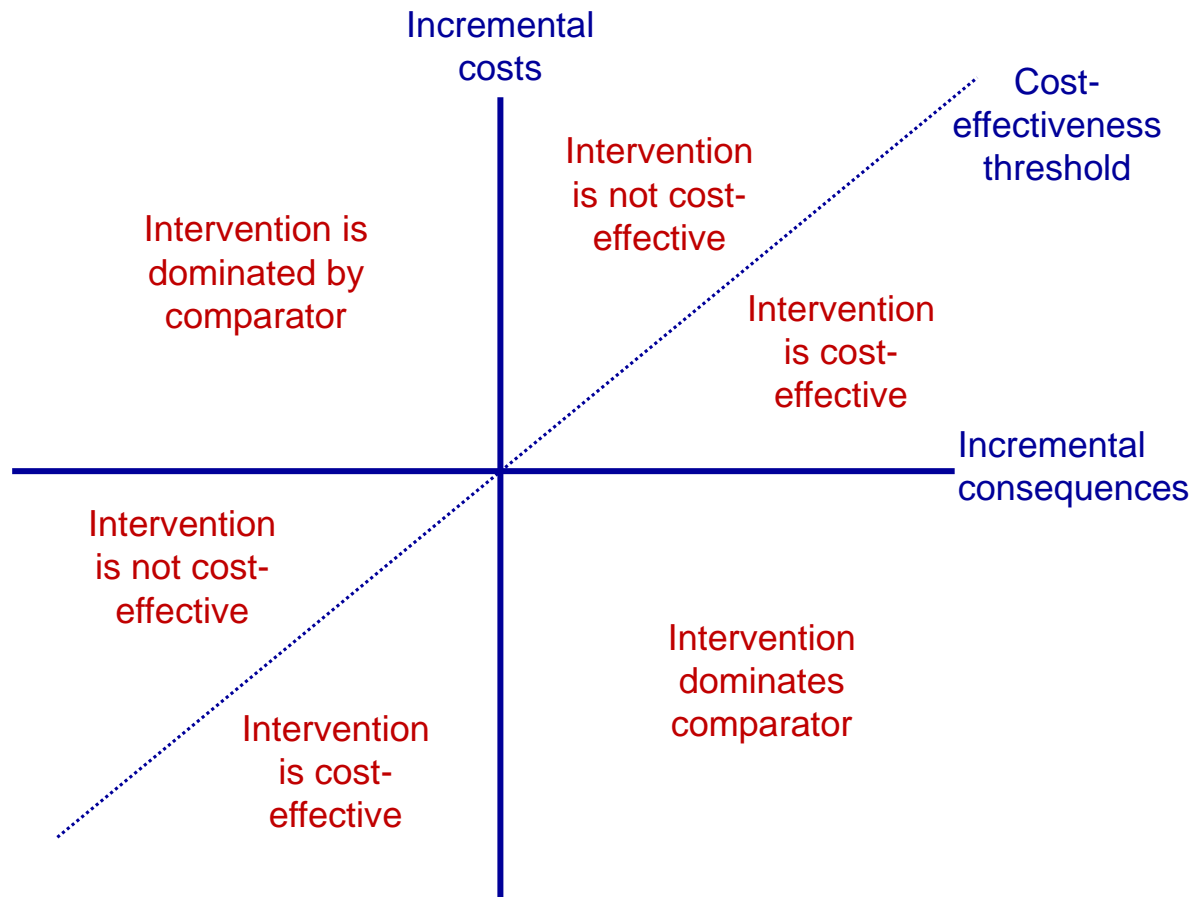 Incremental
costs
Cost-
effectiveness
threshold
Intervention
is not cost-
effective
Intervention is
dominated by
comparator
Intervention
is cost-
effective
Incremental
consequences
Intervention
is not cost-
effective
Intervention
dominates
comparator
Intervention
is cost-
effective